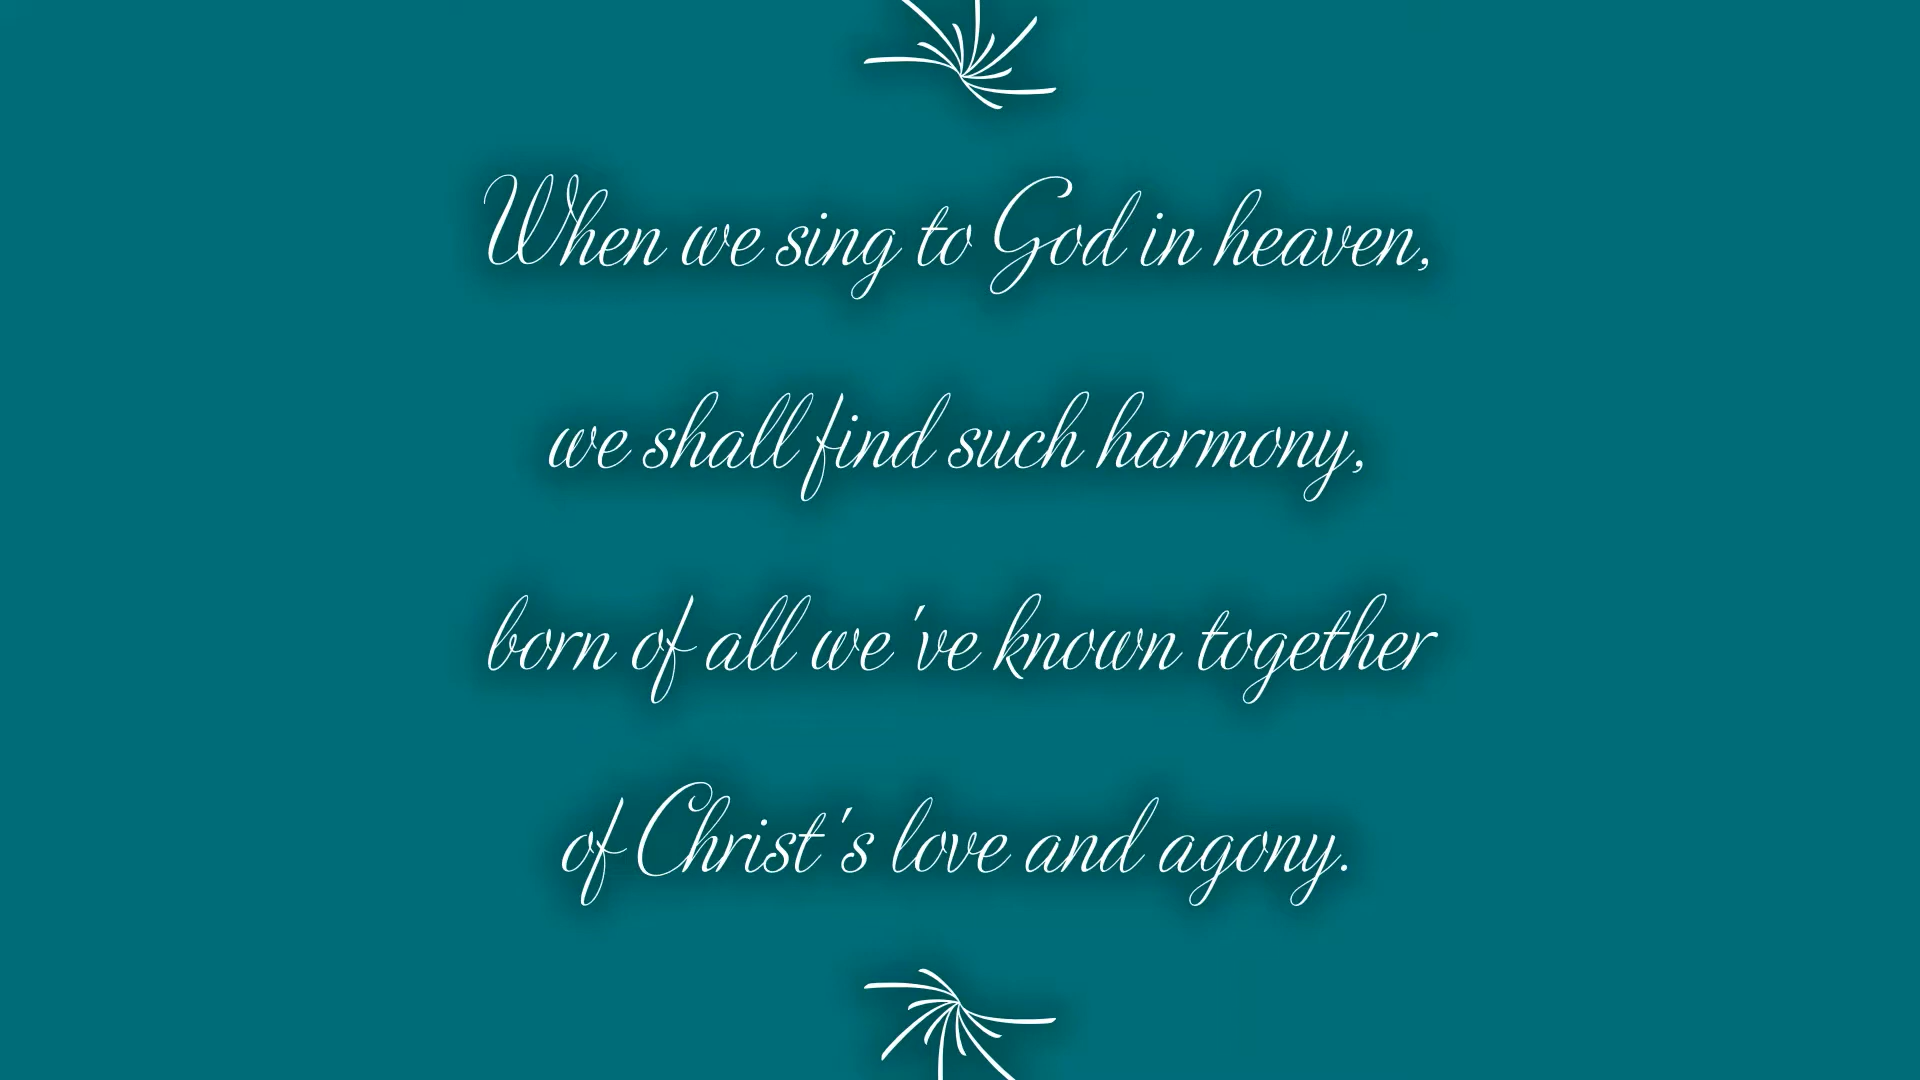 When we sing to God in heaven,
we shall find such harmony,
born of all we've known together
of Christ's love and agony.